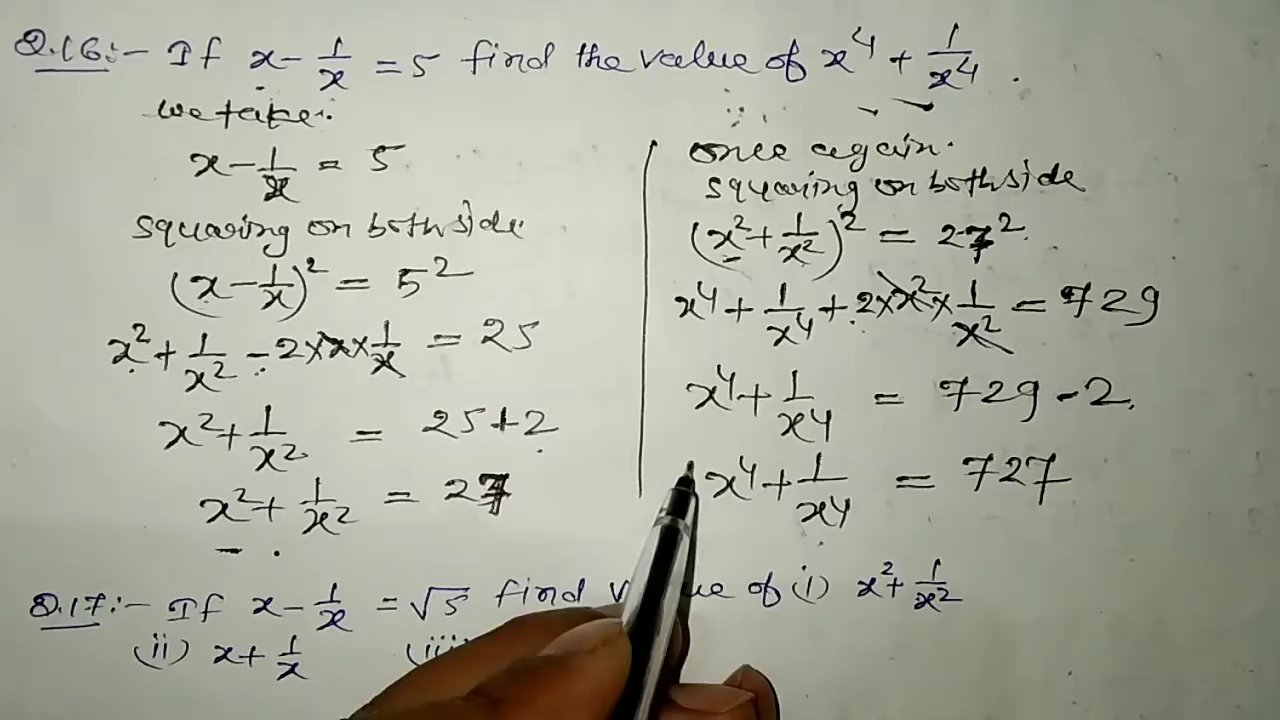 Q.16:- If x - 1/x = 5 find the value of x⁴ + 1/x⁴ .
we take:
x - 1/x = 5
squaring on both side
(x - 1/x)² = 5²
x² + 1/x² - 2 × x × 1/x = 25
x² + 1/x² = 25 + 2
x² + 1/x² = 27
once again.
squaring on both side
(x² + 1/x²)² = 27²
x⁴ + 1/x⁴ + 2 × x² × 1/x² = 729
x⁴ + 1/x⁴ = 729 - 2.
x⁴ + 1/x⁴ = 727
Q.17:- If x - 1/x = √5 find of (i) x² + 1/x²
(ii) x + 1/x (iii